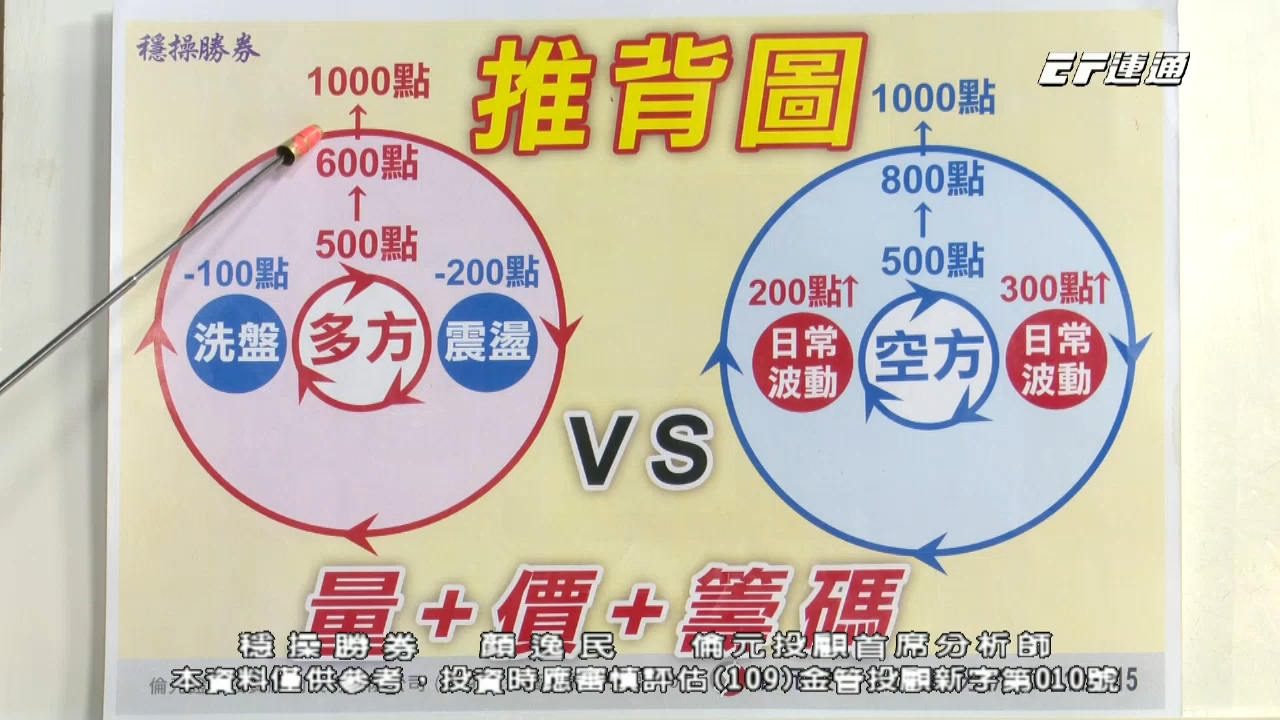 穩操勝券
推背圖
EF連通
1000點
↑
600點
↑
500點
-100點
-200點
洗盤
多方
震盪
1000點
↑
800點
↑
500點
200點↑
300點↑
日常
波動
空方
日常
波動
VS
量+價+籌碼
穩操勝券 顏逸民 倫元投顧首席分析師
本資料僅供參考，投資時應審慎評估(109)金管投顧新字第010號
15